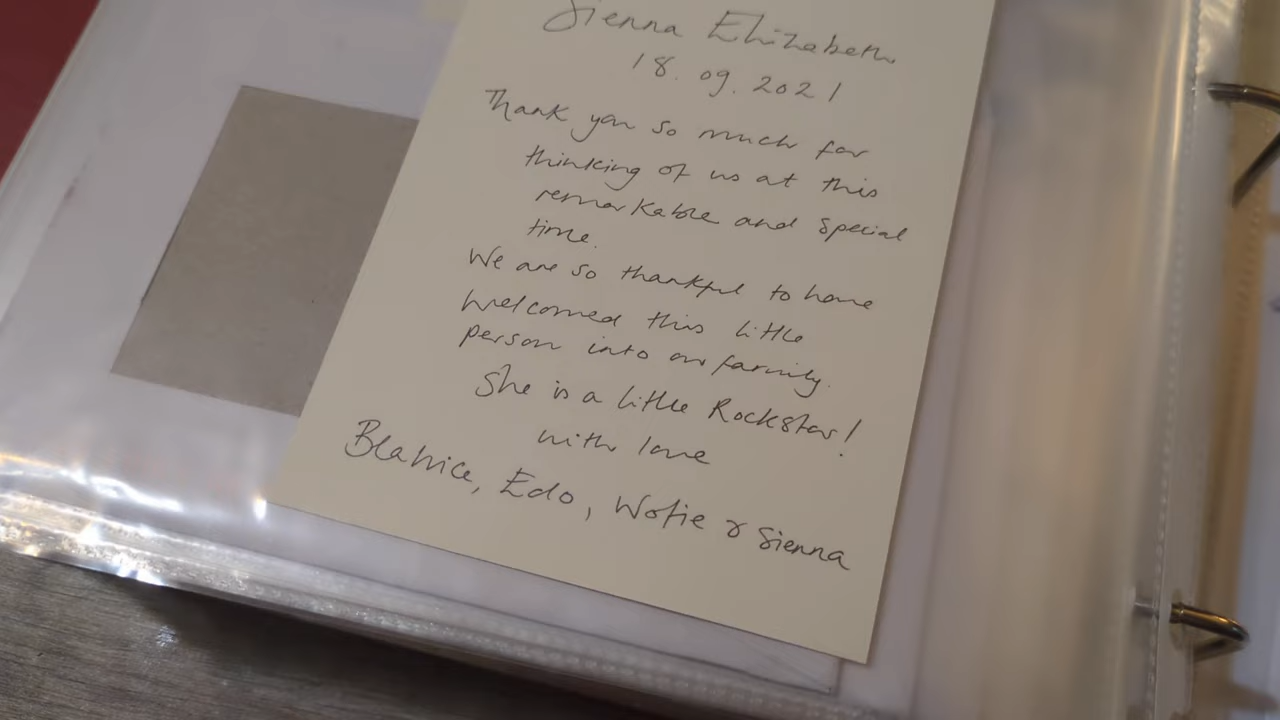 Sienna Elizabeth
18.09.2021
Thank you so much for
thinking of us at this
remarkable and special
time.
We are so thankful to have
welcomed this little
person into our family.
She is a little Rockstar!
with love
Beatrice, Edo, Wolfie & Sienna